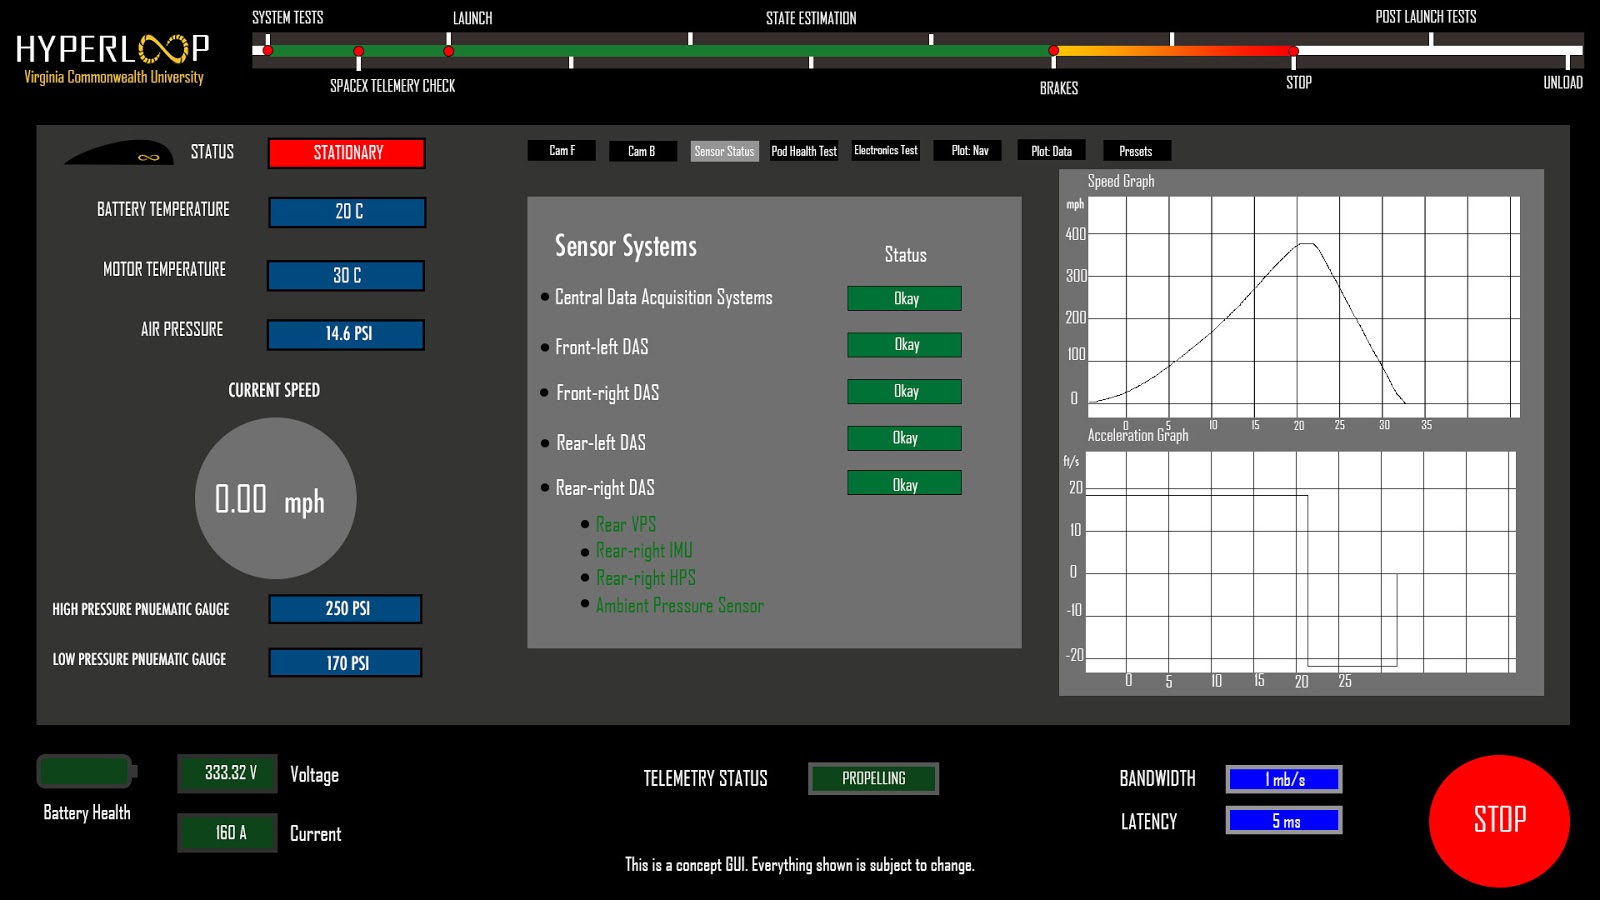 SYSTEM TESTS
LAUNCH
STATE ESTIMATION
POST LAUNCH TESTS
HYPERLOOP
Virginia Commonwealth University
SPACEX TELEMERY CHECK
BRAKES
STOP
UNLOAD
STATUS
STATIONARY
BATTERY TEMPERATURE
20 C
MOTOR TEMPERATURE
30 C
AIR PRESSURE
14.6 PSI
CURRENT SPEED
0.00 mph
HIGH PRESSURE PNUEMATIC GAUGE
250 PSI
LOW PRESSURE PNUEMATIC GAUGE
170 PSI
Cam F
Cam B
Sensor Status
Pod Health Test
Electronics Test
Plot: Nav
Plot: Data
Presets
Sensor Systems
Status
Central Data Acquisition Systems
Okay
Front-left DAS
Okay
Front-right DAS
Okay
Rear-left DAS
Okay
Rear-right DAS
Okay
Rear VPS
Rear-right IMU
Rear-right HPS
Ambient Pressure Sensor
Speed Graph
mph
400
300
200
100
0
0 5 10 15 20 25 30 35
Acceleration Graph
ft/s
20
10
0
-10
-20
0 5 10 15 20 25
Battery Health
333.32 V
Voltage
160 A
Current
TELEMETRY STATUS
PROPELLING
BANDWIDTH
1 mb/s
LATENCY
5 ms
STOP
This is a concept GUI. Everything shown is subject to change.